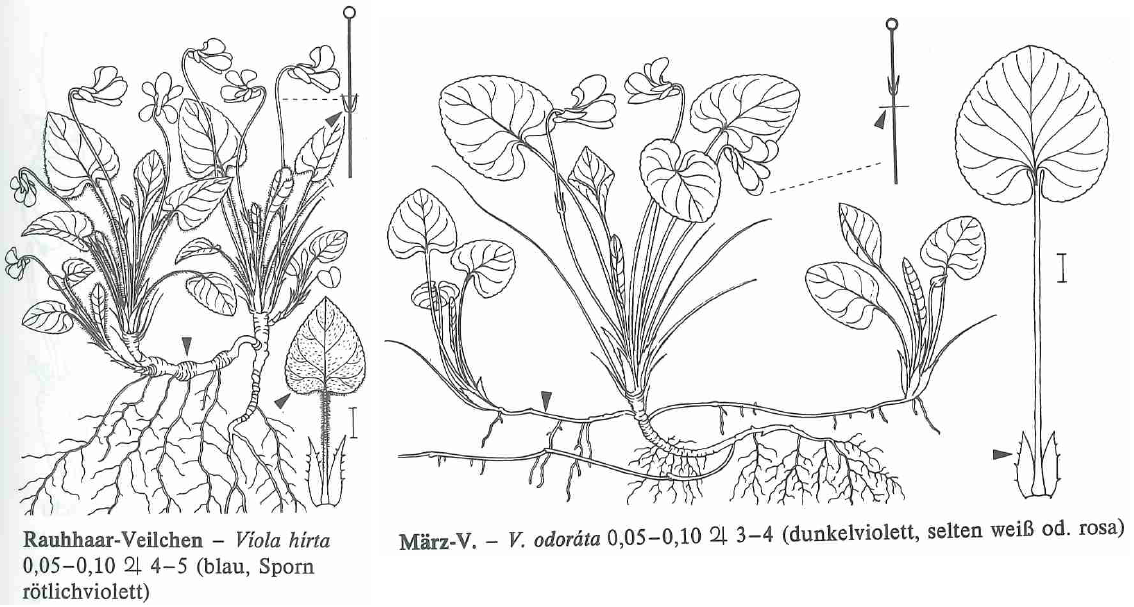 Rauhhaar-Veilchen – Viola hírta
0,05–0,10 ♃ 4–5 (blau, Sporn
rötlichviolett)
März-V. – V. odoráta 0,05–0,10 ♃ 3–4 (dunkelviolett, selten weiß od. rosa)